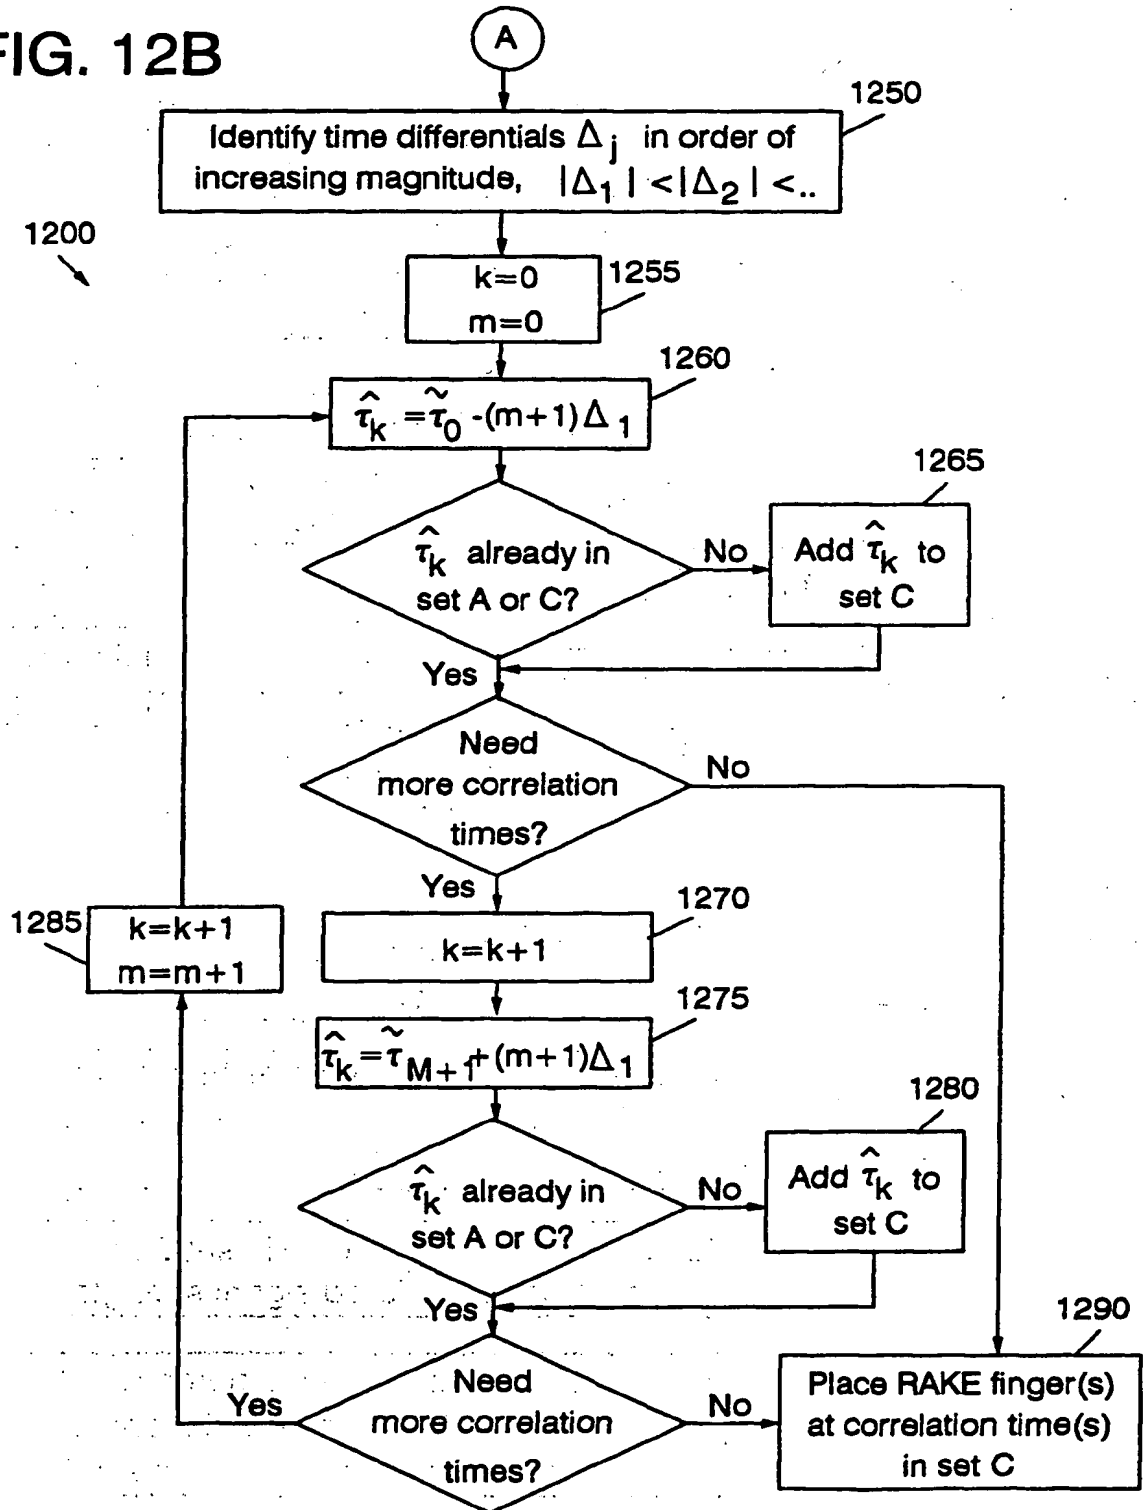 FIG. 12B
A
1250
Identify time differentials Δ j in order of
increasing magnitude, |Δ1| < |Δ2| <..
1200
k=0
m=0
1255
1260
τ̂k = τ̃0 -(m+1) Δ1
1265
τ̂k already in
set A or C?
No
Add τ̂k to
set C
Yes
Need
more correlation
times?
No
Yes
1270
k=k+1
1285
k=k+1
m=m+1
1275
τ̂k = τ̃M+1 +(m+1)Δ1
1280
τ̂k already in
set A or C?
No
Add τ̂k to
set C
Yes
1290
Need
more correlation
times?
Yes
No
Place RAKE finger(s)
at correlation time(s)
in set C